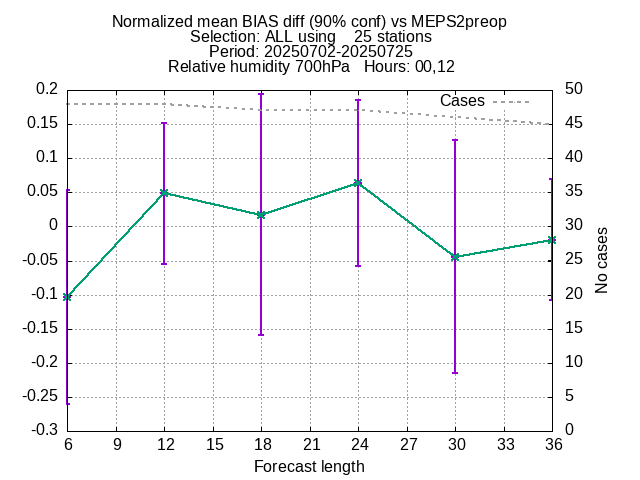 Normalized mean BIAS diff (90% conf) vs MEPS2preop
Selection: ALL using    25 stations
Period: 20250702-20250725
Relative humidity 700hPa   Hours: 00,12
Cases
0.2
0.15
0.1
0.05
0
-0.05
-0.1
-0.15
-0.2
-0.25
-0.3
50
45
40
35
30
25
20
15
10
5
0
No cases
6 9 12 15 18 21 24 27 30 33 36
Forecast length